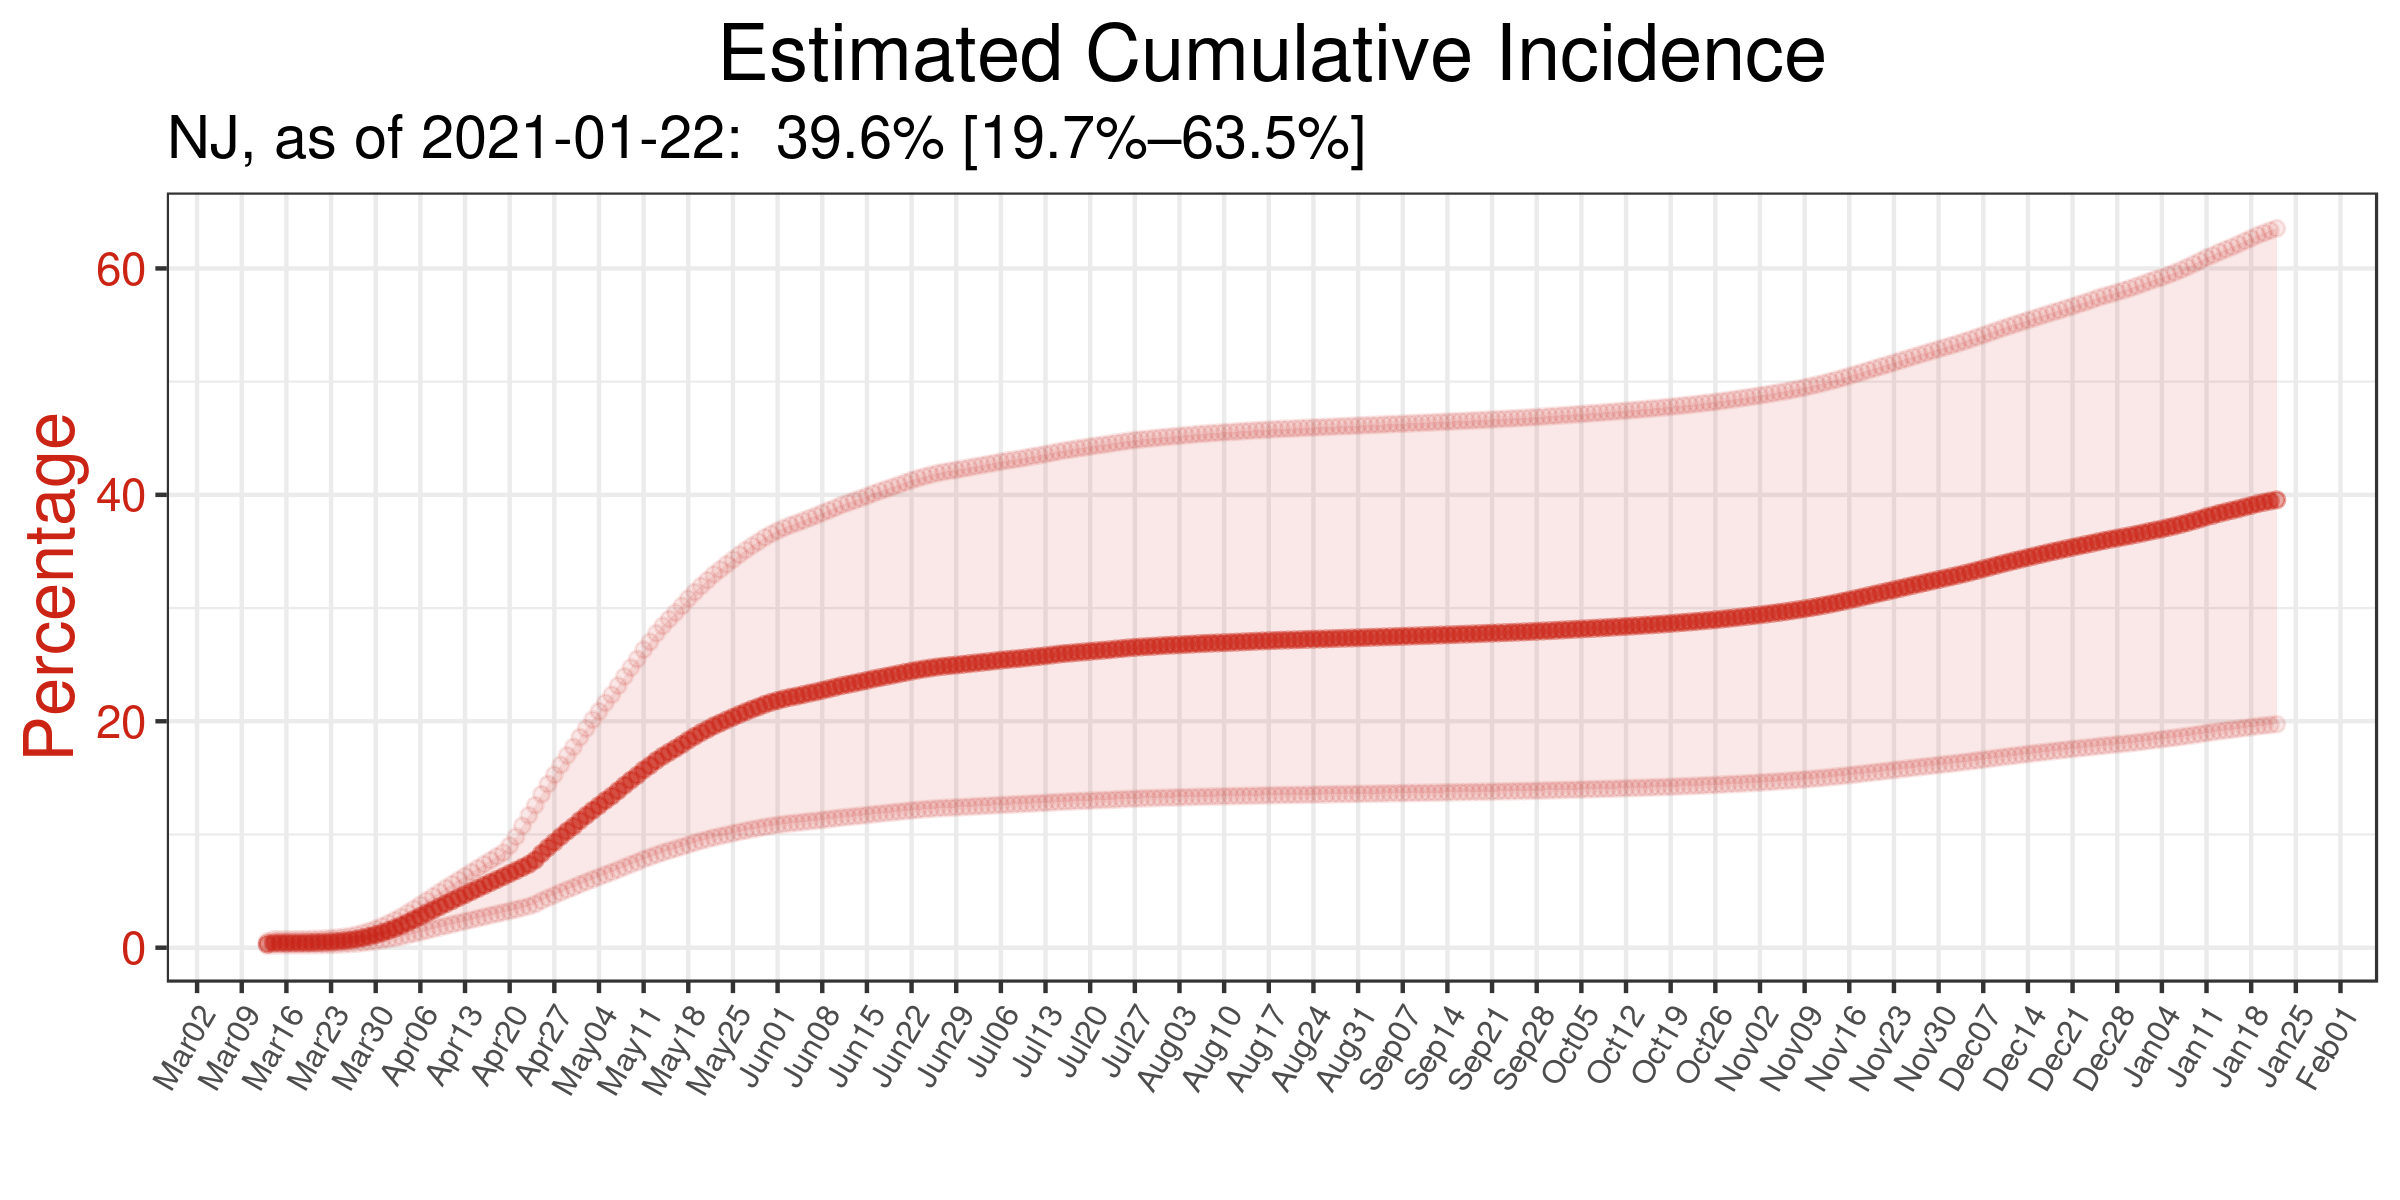 Estimated Cumulative Incidence
NJ, as of 2021-01-22:  39.6% [19.7%–63.5%]
Percentage
60
40
20
0
Mar02 Mar09 Mar16 Mar23 Mar30 Apr06 Apr13 Apr20 Apr27 May04 May11 May18 May25 Jun01 Jun08 Jun15 Jun22 Jun29 Jul06 Jul13 Jul20 Jul27 Aug03 Aug10 Aug17 Aug24 Aug31 Sep07 Sep14 Sep21 Sep28 Oct05 Oct12 Oct19 Oct26 Nov02 Nov09 Nov16 Nov23 Nov30 Dec07 Dec14 Dec21 Dec28 Jan04 Jan11 Jan18 Jan25 Feb01